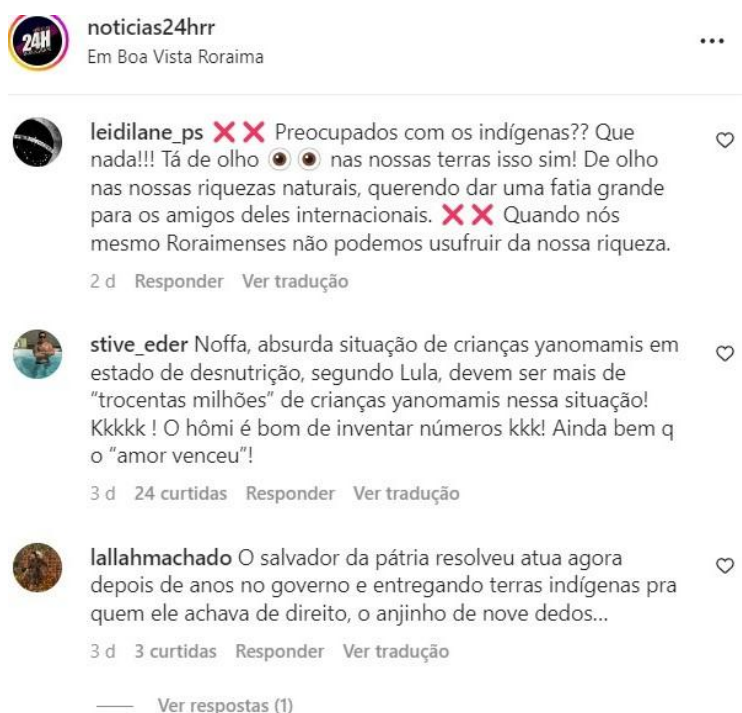 24H
noticias24hrr
Em Boa Vista Roraima
leidilane_ps ❌❌ Preocupados com os indígenas?? Que
nada!!! Tá de olho 👁👁 nas nossas terras isso sim! De olho
nas nossas riquezas naturais, querendo dar uma fatia grande
para os amigos deles internacionais. ❌❌ Quando nós
mesmo Roraimenses não podemos usufruir da nossa riqueza.
2 d Responder Ver tradução
stive_eder Noffa, absurda situação de crianças yanomamis em
estado de desnutrição, segundo Lula, devem ser mais de
“trocentas milhões” de crianças yanomamis nessa situação!
Kkkkk ! O hômi é bom de inventar números kkk! Ainda bem q
o “amor venceu”!
3 d 24 curtidas Responder Ver tradução
lallahmachado O salvador da pátria resolveu atua agora
depois de anos no governo e entregando terras indígenas pra
quem ele achava de direito, o anjinho de nove dedos...
3 d 3 curtidas Responder Ver tradução
Ver respostas (1)